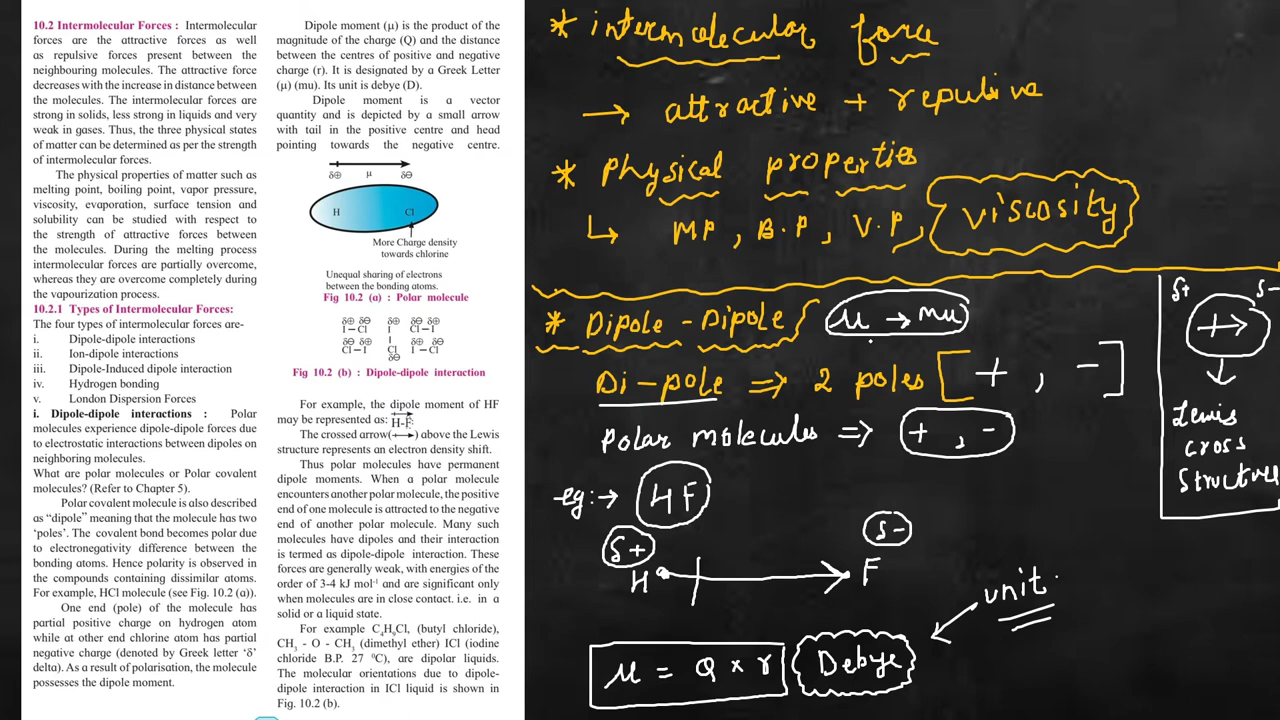 10.2 Intermolecular Forces : Intermolecular
forces are the attractive forces as well
as repulsive forces present between the
neighbouring molecules. The attractive force
decreases with the increase in distance between
the molecules. The intermolecular forces are
strong in solids, less strong in liquids and very
weak in gases. Thus, the three physical states
of matter can be determined as per the strength
of intermolecular forces.
The physical properties of matter such as
melting point, boiling point, vapor pressure,
viscosity, evaporation, surface tension and
solubility can be studied with respect to
the strength of attractive forces between
the molecules. During the melting process
intermolecular forces are partially overcome,
whereas they are overcome completely during
the vapourization process.
10.2.1 Types of Intermolecular Forces:
The four types of intermolecular forces are-
i. Dipole-dipole interactions
ii. Ion-dipole interactions
iii. Dipole-Induced dipole interaction
iv. Hydrogen bonding
v. London Dispersion Forces
i. Dipole-dipole interactions : Polar
molecules experience dipole-dipole forces due
to electrostatic interactions between dipoles on
neighboring molecules.
What are polar molecules or Polar covalent
molecules? (Refer to Chapter 5).
Polar covalent molecule is also described
as “dipole” meaning that the molecule has two
‘poles’. The covalent bond becomes polar due
to electronegativity difference between the
bonding atoms. Hence polarity is observed in
the compounds containing dissimilar atoms.
For example, HCl molecule (see Fig. 10.2 (a)).
One end (pole) of the molecule has
partial positive charge on hydrogen atom
while at other end chlorine atom has partial
negative charge (denoted by Greek letter ‘δ’
delta). As a result of polarisation, the molecule
possesses the dipole moment.
Dipole moment (μ) is the product of the
magnitude of the charge (Q) and the distance
between the centres of positive and negative
charge (r). It is designated by a Greek Letter
(μ) (mu). Its unit is debye (D).
Dipole moment is a vector
quantity and is depicted by a small arrow
with tail in the positive centre and head
pointing towards the negative centre.
δ⊕ μ δ⊖
H Cl
More Charge density
towards chlorine
Unequal sharing of electrons
between the bonding atoms.
Fig 10.2 (a) : Polar molecule
δ⊕ δ⊖ δ⊕ δ⊖ δ⊕
I – Cl I Cl – I
δ⊖ δ⊕ δ⊕ δ⊖
Cl – I Cl I – Cl
δ⊖
Fig 10.2 (b) : Dipole-dipole interaction
For example, the dipole moment of HF
may be represented as: H-F:
The crossed arrow(⟷) above the Lewis
structure represents an electron density shift.
Thus polar molecules have permanent
dipole moments. When a polar molecule
encounters another polar molecule, the positive
end of one molecule is attracted to the negative
end of another polar molecule. Many such
molecules have dipoles and their interaction
is termed as dipole-dipole interaction. These
forces are generally weak, with energies of the
order of 3-4 kJ mol⁻¹ and are significant only
when molecules are in close contact. i.e. in a
solid or a liquid state.
For example C₄H₉Cl, (butyl chloride),
CH₃ - O - CH₃ (dimethyl ether) ICl (iodine
chloride B.P. 27 ⁰C), are dipolar liquids.
The molecular orientations due to dipole-
dipole interaction in ICl liquid is shown in
Fig. 10.2 (b).
* intermolecular force
→ attractive + repulsive
* Physical properties
↳ MP, B.P, V.P, viscosity
* Dipole - Dipole μ → mu
Di-pole ⇒ 2 poles [+, -]
Polar molecules ⇒ +, -
eg:→ HF
δ+ δ-
H F
unit.
μ = Q × r Debye
δ+ δ-
Lewis
cross
structure